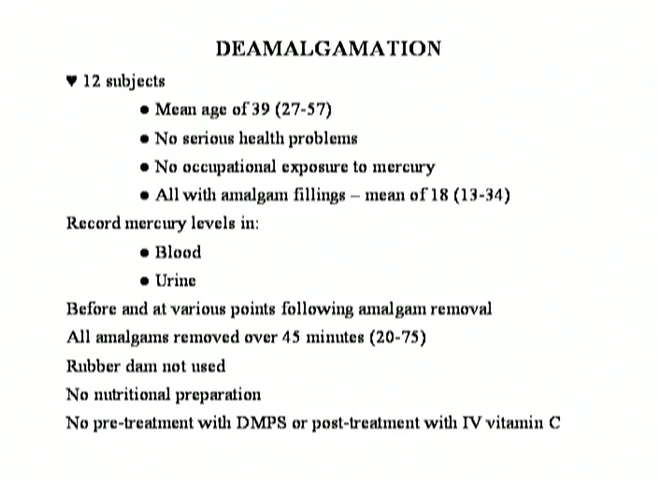 DEAMALGAMATION
♥ 12 subjects
● Mean age of 39 (27-57)
● No serious health problems
● No occupational exposure to mercury
● All with amalgam fillings – mean of 18 (13-34)
Record mercury levels in:
● Blood
● Urine
Before and at various points following amalgam removal
All amalgams removed over 45 minutes (20-75)
Rubber dam not used
No nutritional preparation
No pre-treatment with DMPS or post-treatment with IV vitamin C